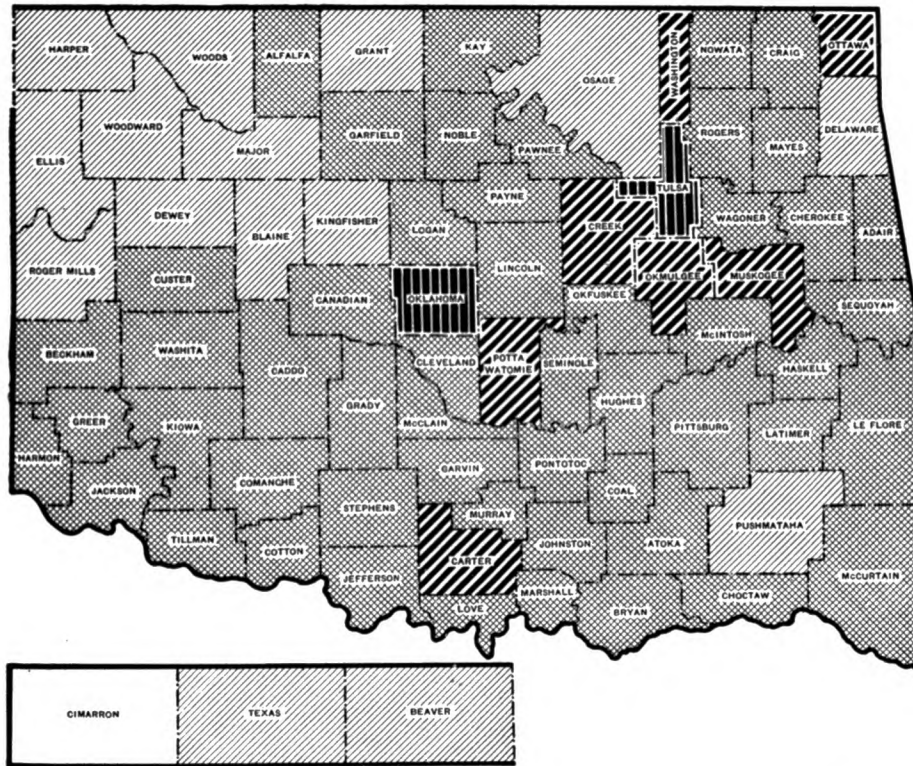 HARPER
WOODS
ALFALFA
GRANT
KAY
OSAGE
WASHINGTON
NOWATA
CRAIG
OTTAWA
ELLIS
WOODWARD
MAJOR
GARFIELD
NOBLE
PAWNEE
ROGERS
MAYES
DELAWARE
DEWEY
BLAINE
KINGFISHER
LOGAN
PAYNE
CREEK
TULSA
WAGONER
CHEROKEE
ADAIR
ROGER MILLS
CUSTER
CANADIAN
OKLAHOMA
LINCOLN
OKFUSKEE
OKMULGEE
MUSKOGEE
SEQUOYAH
BECKHAM
WASHITA
CADDO
GRADY
CLEVELAND
POTTA
WATOMIE
SEMINOLE
HUGHES
MCINTOSH
HASKELL
GREER
KIOWA
MCCLAIN
PITTSBURG
LATIMER
LE FLORE
HARMON
JACKSON
COMANCHE
GARVIN
PONTOTOC
COAL
STEPHENS
MURRAY
TILLMAN
COTTON
CARTER
JOHNSTON
ATOKA
PUSHMATAHA
JEFFERSON
LOVE
MARSHALL
BRYAN
CHOCTAW
MCCURTAIN
CIMARRON
TEXAS
BEAVER